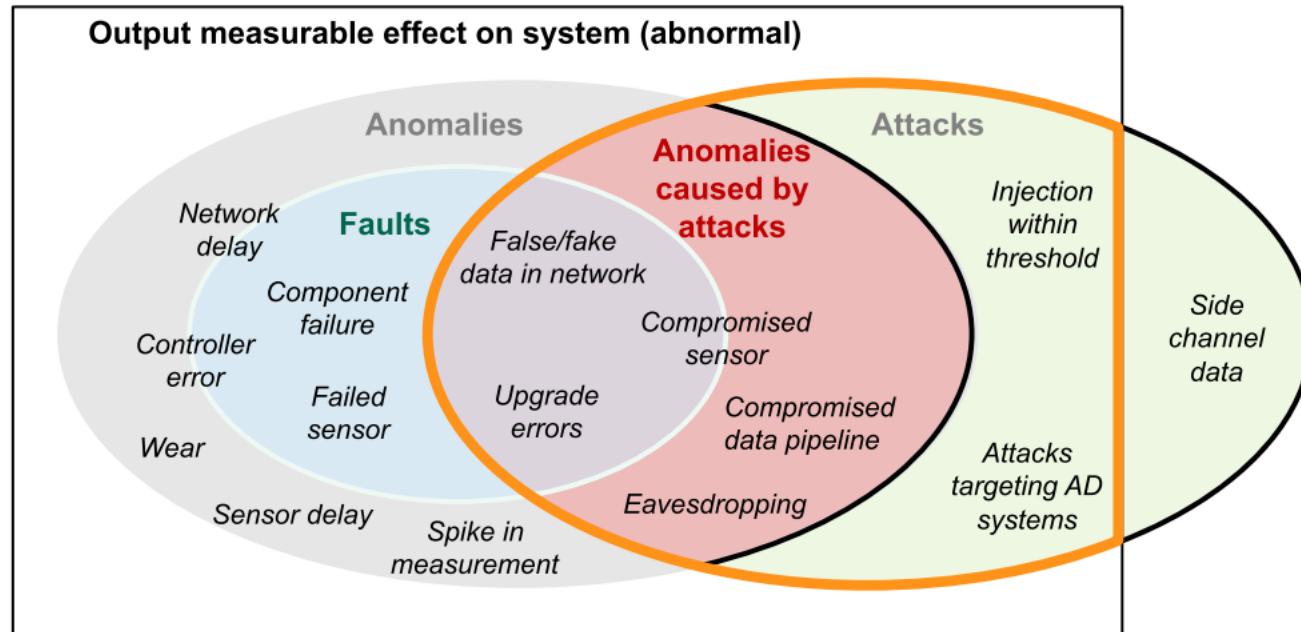 Output measurable effect on system (abnormal)
Anomalies
Attacks
Anomalies
caused by
attacks
Faults
Network
delay
Component
failure
Controller
error
Failed
sensor
Wear
Sensor delay
Spike in
measurement
False/fake
data in network
Upgrade
errors
Compromised
sensor
Compromised
data pipeline
Eavesdropping
Injection
within
threshold
Attacks
targeting AD
systems
Side
channel
data